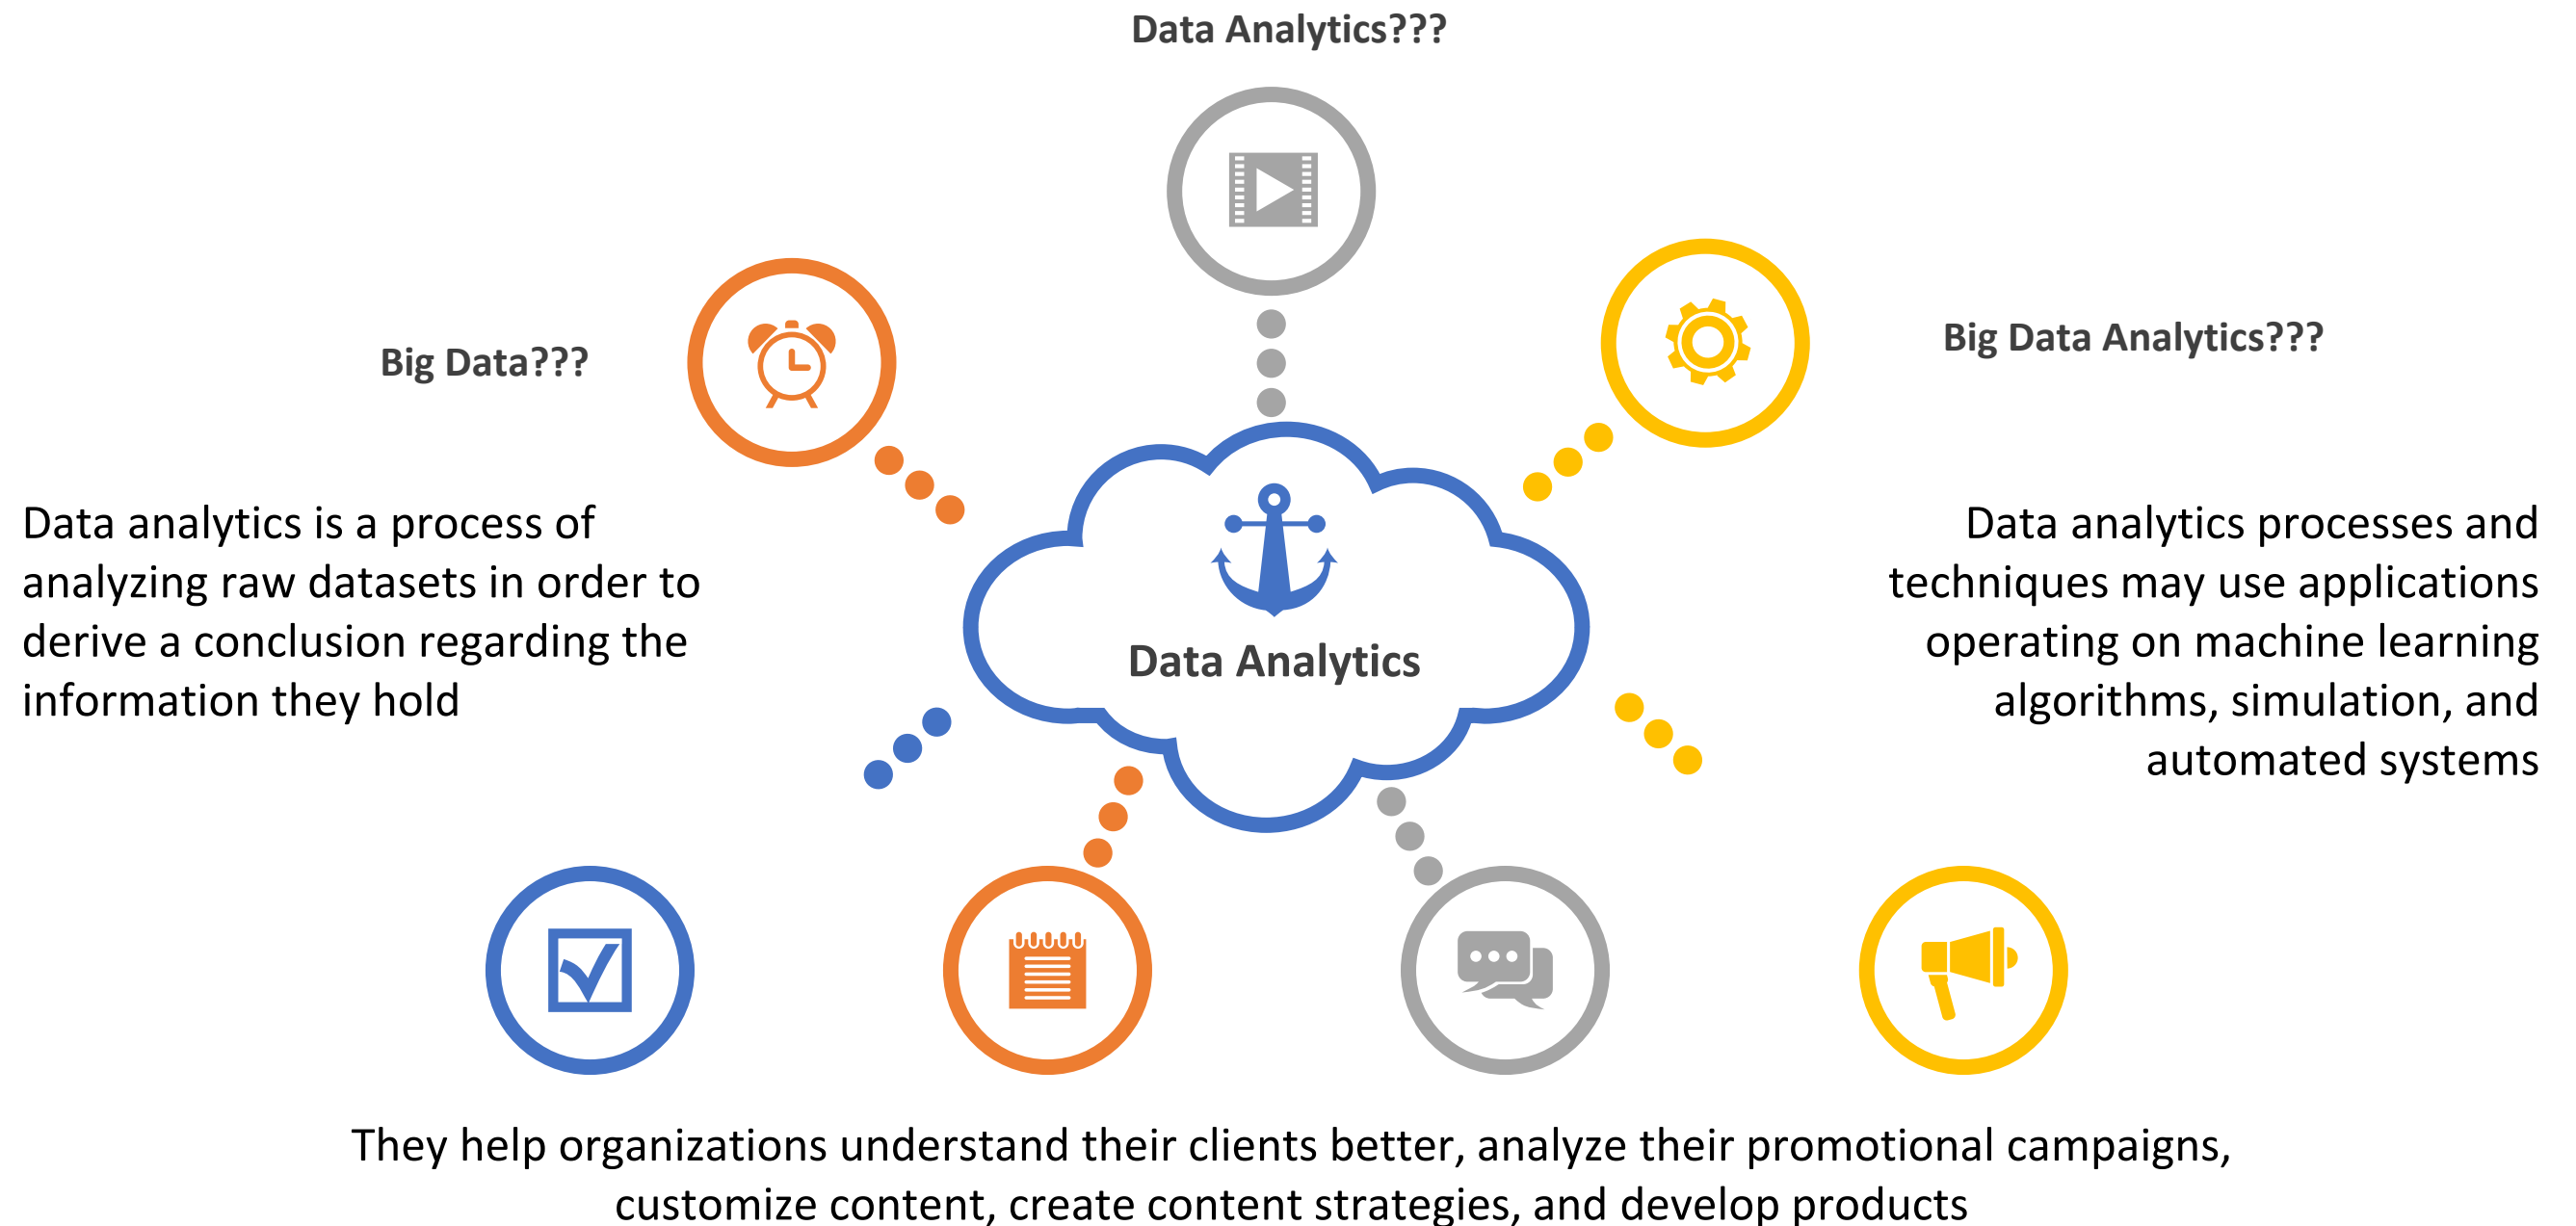 Data Analytics???
Big Data???
Big Data Analytics???
Data analytics is a process of
analyzing raw datasets in order to
derive a conclusion regarding the
information they hold
Data Analytics
Data analytics processes and
techniques may use applications
operating on machine learning
algorithms, simulation, and
automated systems
They help organizations understand their clients better, analyze their promotional campaigns,
customize content, create content strategies, and develop products